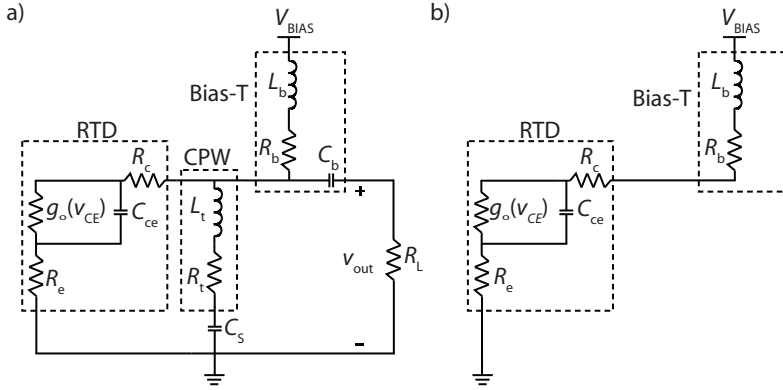 a)
V_BIAS
Bias-T
L_b
R_b
C_b
RTD
R_c
CPW
g_o(v_CE)
C_ce
R_e
L_t
R_t
C_S
+
v_out
R_L
–
b)
V_BIAS
Bias-T
L_b
R_b
RTD
R_c
g_o(v_CE)
C_ce
R_e